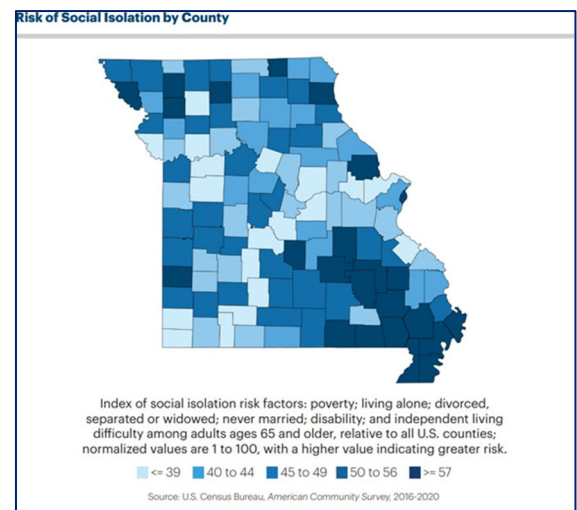 Risk of Social Isolation by County
Index of social isolation risk factors: poverty; living alone; divorced,
separated or widowed; never married; disability; and independent living
difficulty among adults ages 65 and older, relative to all U.S. counties;
normalized values are 1 to 100, with a higher value indicating greater risk.
<= 39 40 to 44 45 to 49 50 to 56 >= 57
Source: U.S. Census Bureau, American Community Survey, 2016-2020